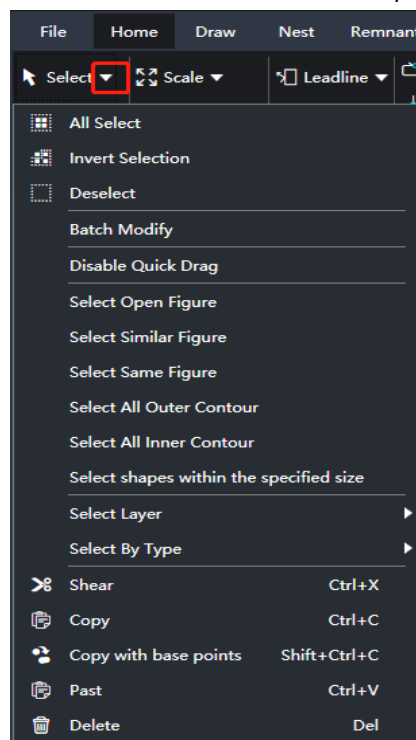 File Home Draw Nest Remnant
Select Scale Leadline
All Select
Invert Selection
Deselect
Batch Modify
Disable Quick Drag
Select Open Figure
Select Similar Figure
Select Same Figure
Select All Outer Contour
Select All Inner Contour
Select shapes within the specified size
Select Layer
Select By Type
Shear Ctrl+X
Copy Ctrl+C
Copy with base points Shift+Ctrl+C
Past Ctrl+V
Delete Del